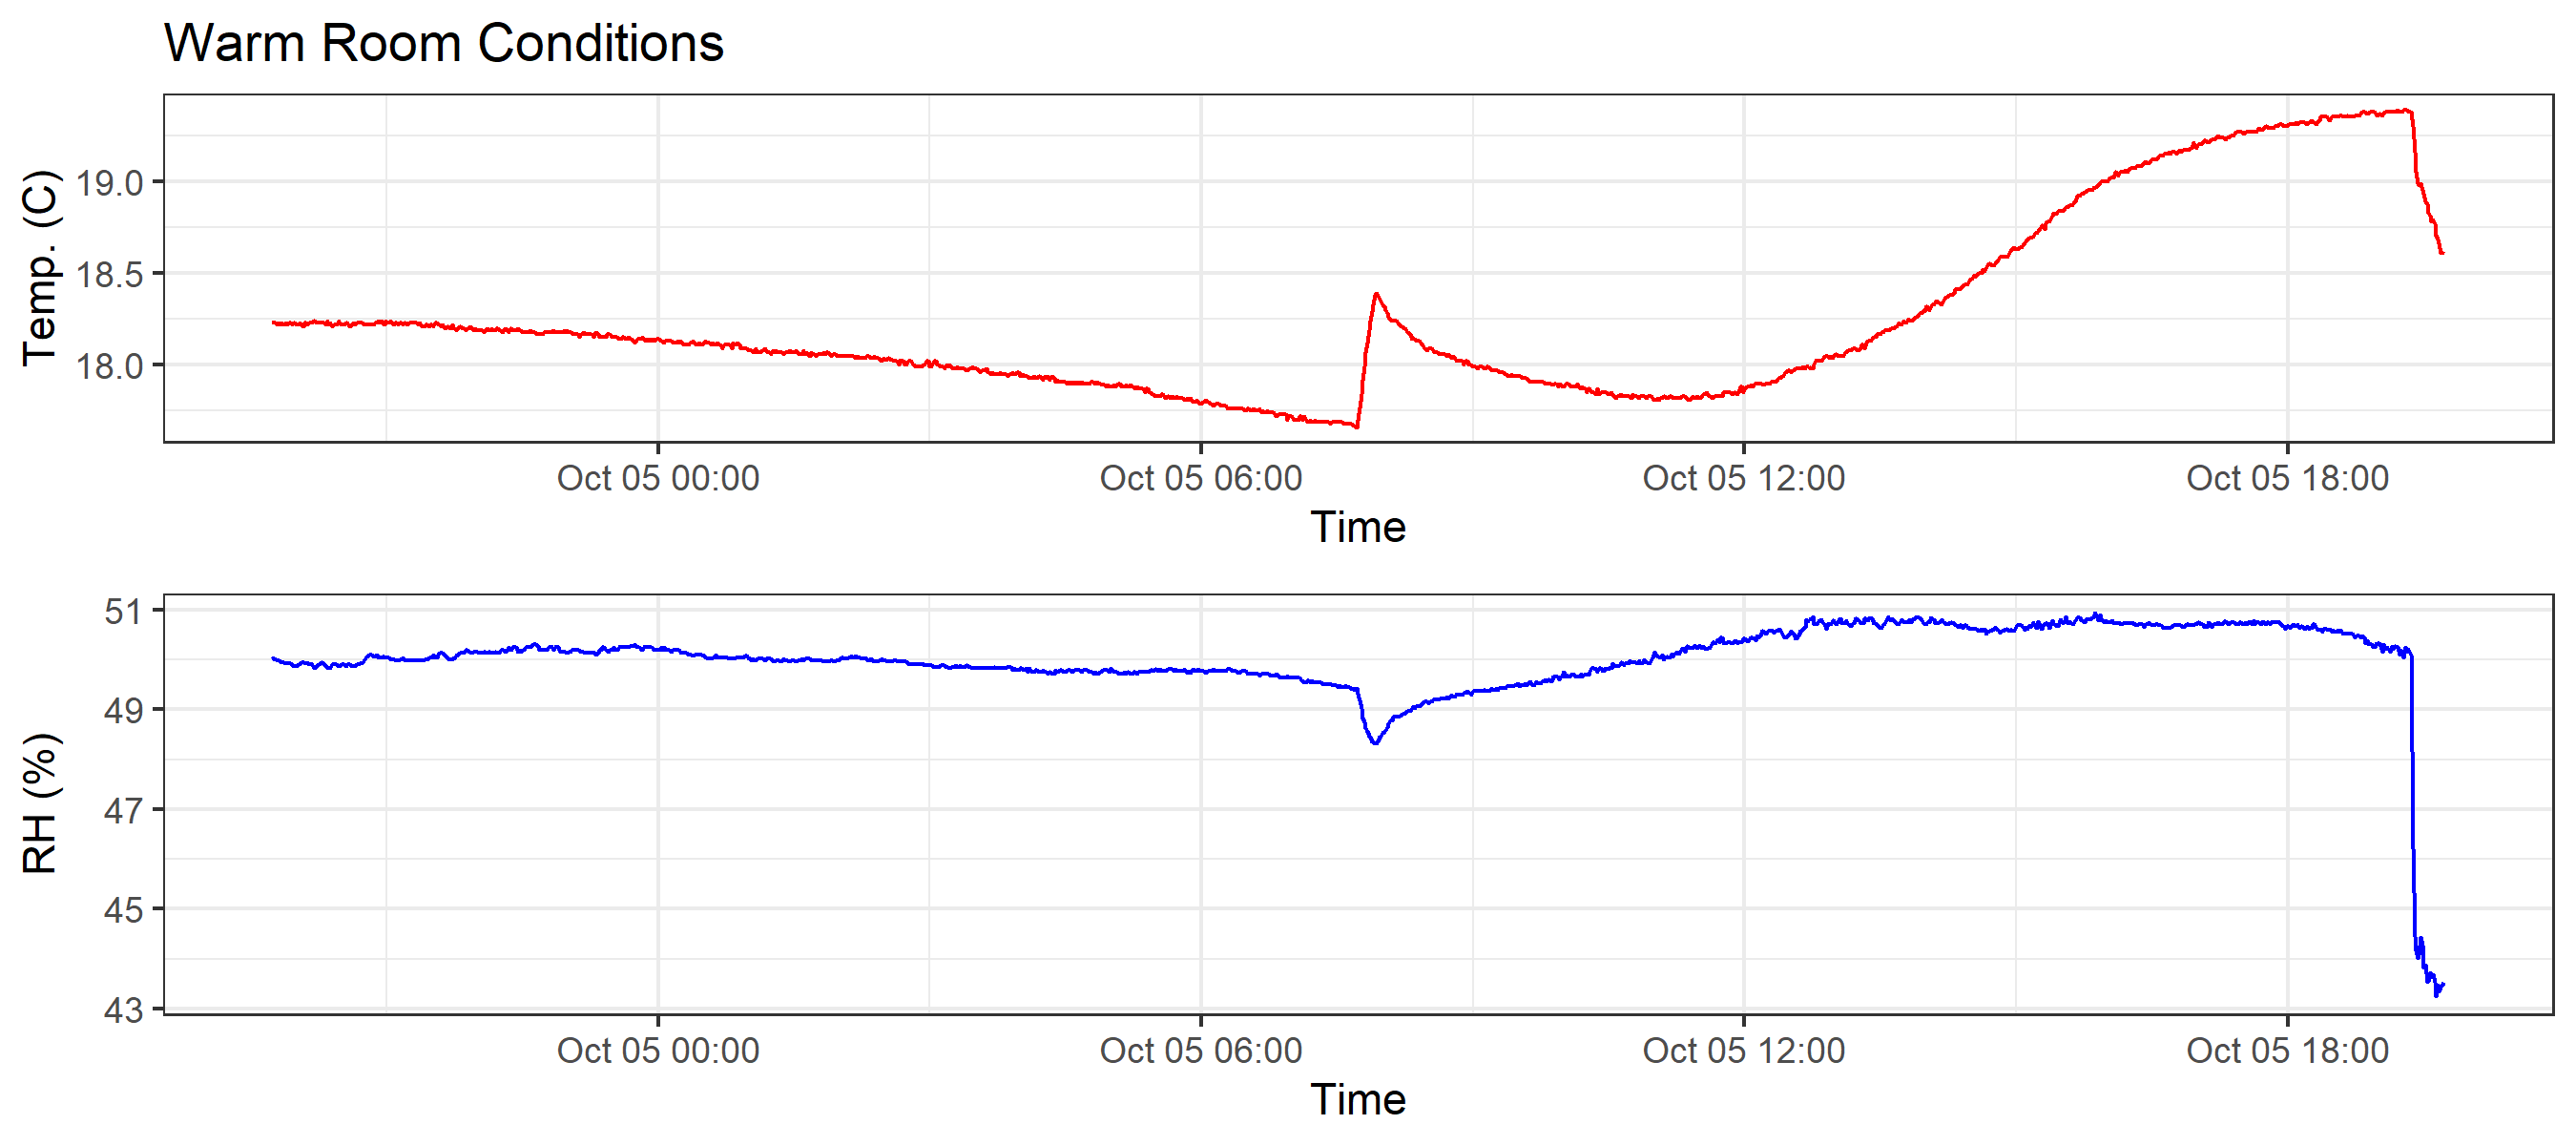 Warm Room Conditions
Temp. (C)
19.0
18.5
18.0
Oct 05 00:00 Oct 05 06:00 Oct 05 12:00 Oct 05 18:00
Time
RH (%)
51
49
47
45
43
Oct 05 00:00 Oct 05 06:00 Oct 05 12:00 Oct 05 18:00
Time